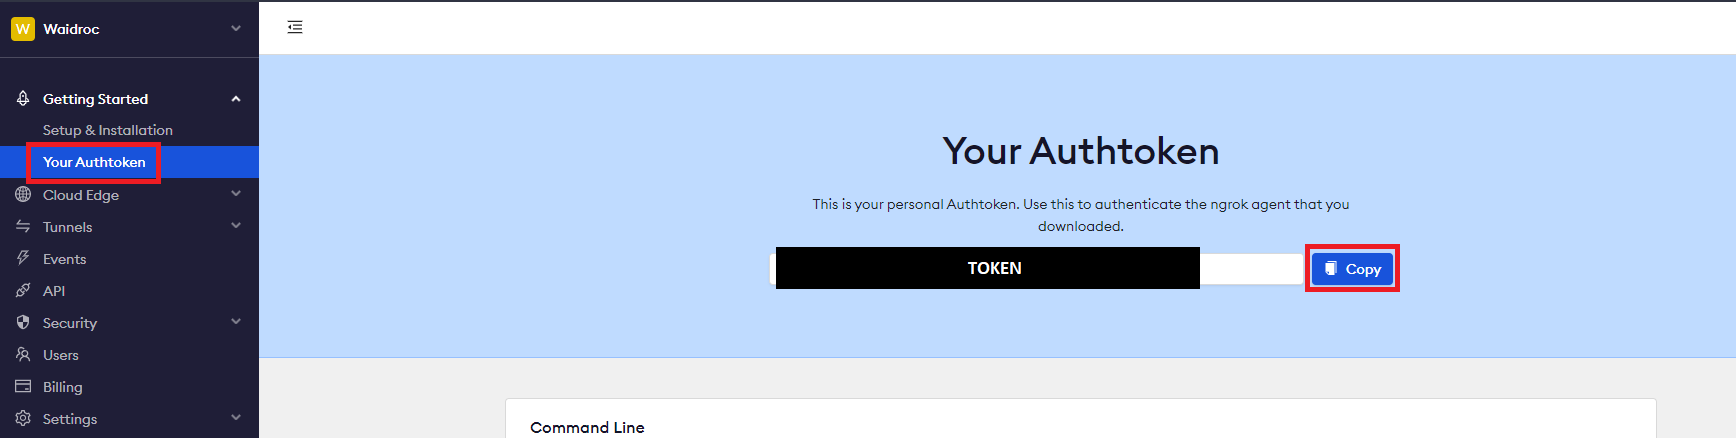 W Waidroc
Getting Started
Setup & Installation
Your Authtoken
Cloud Edge
Tunnels
Events
API
Security
Users
Billing
Settings
Your Authtoken
This is your personal Authtoken. Use this to authenticate the ngrok agent that you
downloaded.
TOKEN
Copy
Command Line